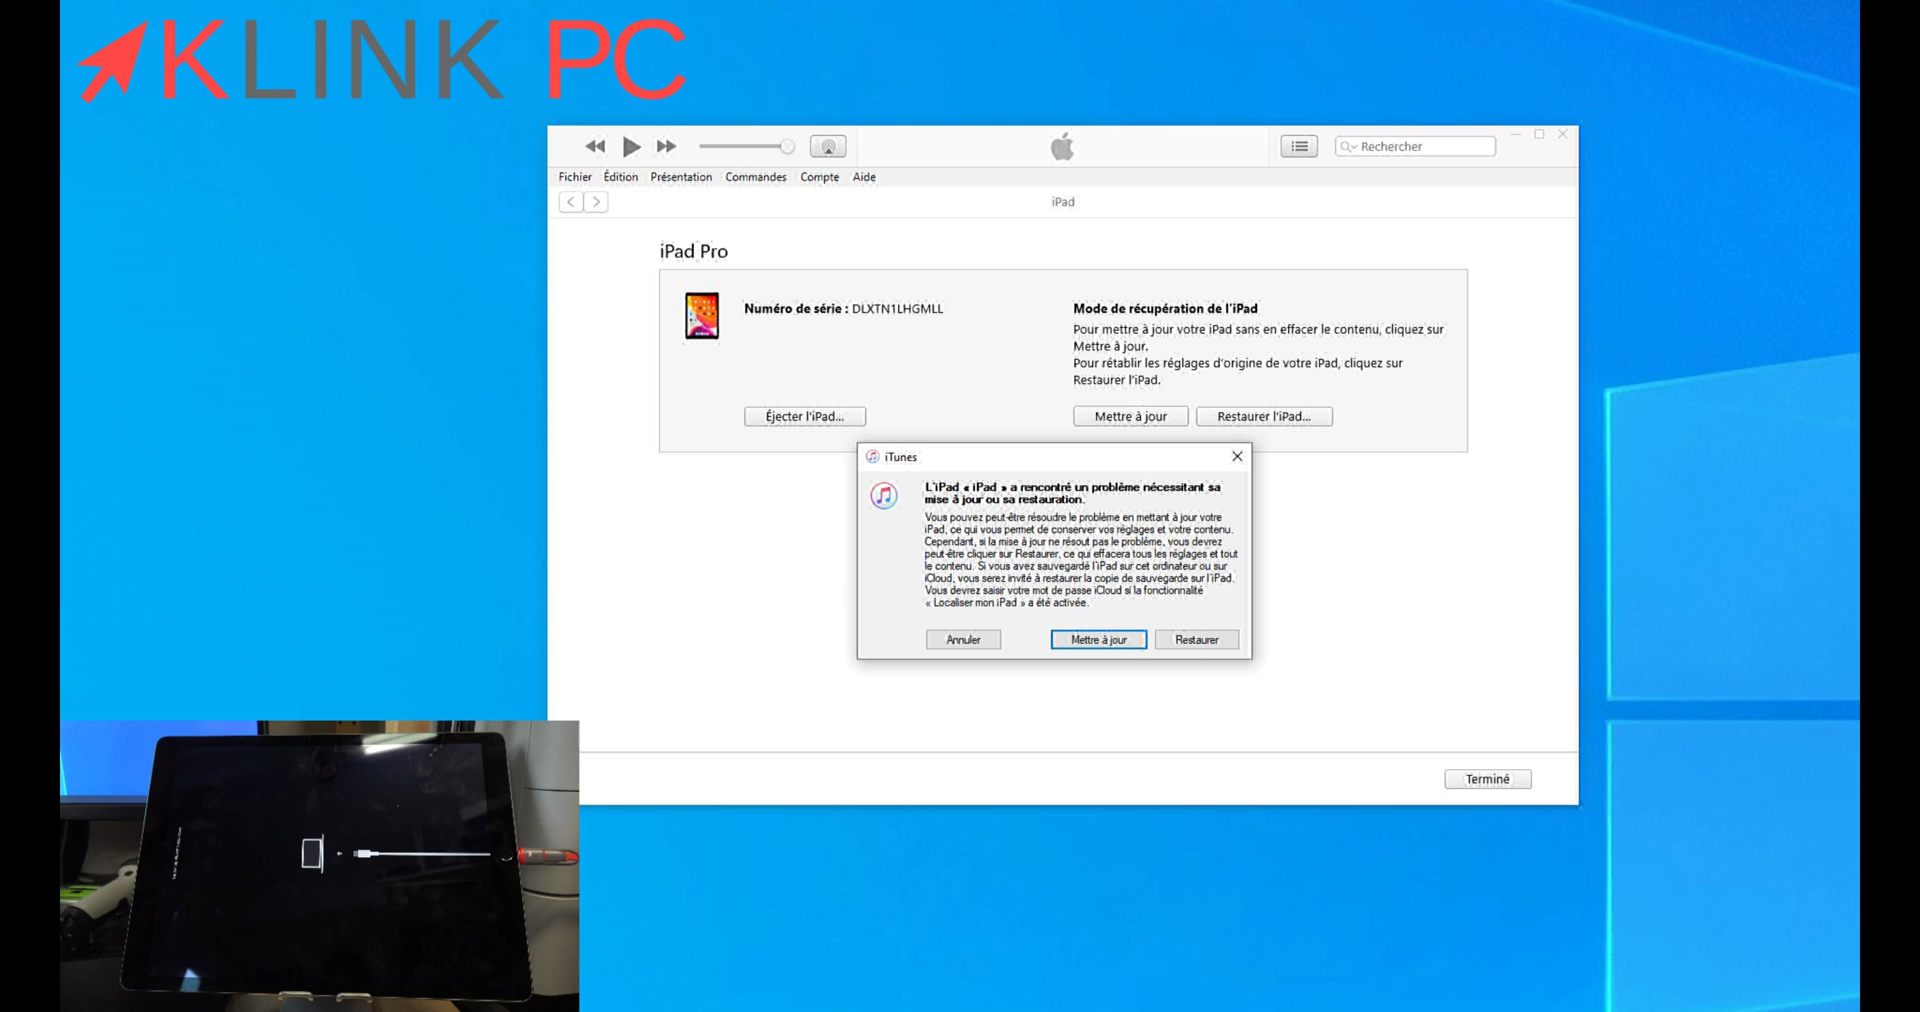 KLINK PC
Rechercher
Fichier Édition Présentation Commandes Compte Aide
iPad
iPad Pro
Numéro de série : DLXTN1LHGMLL
Mode de récupération de l'iPad
Pour mettre à jour votre iPad sans en effacer le contenu, cliquez sur
Mettre à jour.
Pour rétablir les réglages d'origine de votre iPad, cliquez sur
Restaurer l'iPad.
Éjecter l'iPad...
Mettre à jour
Restaurer l'iPad...
iTunes
L'iPad « iPad » a rencontré un problème nécessitant sa
mise à jour ou sa restauration.
Vous pouvez peut-être résoudre le problème en mettant à jour votre
iPad, ce qui vous permet de conserver vos réglages et votre contenu.
Cependant, si la mise à jour ne résout pas le problème, vous devrez
peut-être cliquer sur Restaurer, ce qui effacera tous les réglages et tout
le contenu. Si vous avez sauvegardé l'iPad sur cet ordinateur ou sur
iCloud, vous serez invité à restaurer la copie de sauvegarde sur l'iPad.
Vous devrez saisir votre mot de passe iCloud si la fonctionnalité
« Localiser mon iPad » a été activée.
Annuler
Mettre à jour
Restaurer
Terminé